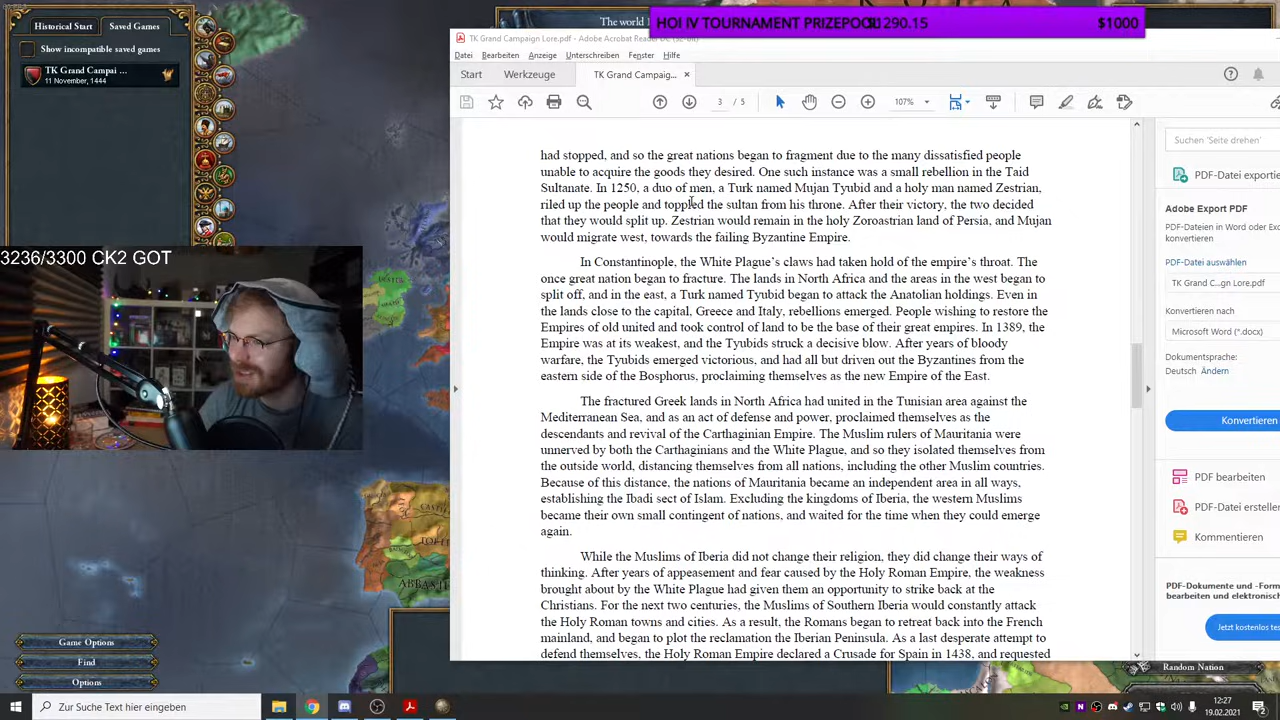 Historical Start
Saved Games
Show incompatible saved games
TK Grand Campai ...
11 November, 1444
The world
HOI IV TOURNAMENT PRIZEPOOL
290.15
$1000
TK Grand Campaign Lore.pdf - Adobe Acrobat Reader DC
Datei Bearbeiten Anzeige Unterschreiben Fenster Hilfe
Start
Werkzeuge
TK Grand Campaig...
3 / 5
107%
had stopped, and so the great nations began to fragment due to the many dissatisfied people
unable to acquire the goods they desired. One such instance was a small rebellion in the Taid
Sultanate. In 1250, a duo of men, a Turk named Mujan Tyubid and a holy man named Zestrian,
riled up the people and toppled the sultan from his throne. After their victory, the two decided
that they would split up. Zestrian would remain in the holy Zoroastrian land of Persia, and Mujan
would migrate west, towards the failing Byzantine Empire.
In Constantinople, the White Plague's claws had taken hold of the empire's throat. The
once great nation began to fracture. The lands in North Africa and the areas in the west began to
split off, and in the east, a Turk named Tyubid began to attack the Anatolian holdings. Even in
the lands close to the capital, Greece and Italy, rebellions emerged. People wishing to restore the
Empires of old united and took control of land to be the base of their great empires. In 1389, the
Empire was at its weakest, and the Tyubids struck a decisive blow. After years of bloody
warfare, the Tyubids emerged victorious, and had all but driven out the Byzantines from the
eastern side of the Bosphorus, proclaiming themselves as the new Empire of the East.
The fractured Greek lands in North Africa had united in the Tunisian area against the
Mediterranean Sea, and as an act of defense and power, proclaimed themselves as the
descendants and revival of the Carthaginian Empire. The Muslim rulers of Mauritania were
unnerved by both the Carthaginians and the White Plague, and so they isolated themselves from
the outside world, distancing themselves from all nations, including the other Muslim countries.
Because of this distance, the nations of Mauritania became an independent area in all ways,
establishing the Ibadi sect of Islam. Excluding the kingdoms of Iberia, the western Muslims
became their own small contingent of nations, and waited for the time when they could emerge
again.
While the Muslims of Iberia did not change their religion, they did change their ways of
thinking. After years of appeasement and fear caused by the Holy Roman Empire, the weakness
brought about by the White Plague had given them an opportunity to strike back at the
Christians. For the next two centuries, the Muslims of Southern Iberia would constantly attack
the Holy Roman towns and cities. As a result, the Romans began to retreat back into the French
mainland, and began to plot the reclamation the Iberian Peninsula. As a last desperate attempt to
defend themselves, the Holy Roman Empire declared a Crusade for Spain in 1438, and requested
Suchen 'Seite drehen'
PDF-Datei exportie
Adobe Export PDF
PDF-Dateien in Word oder Exc
konvertieren
PDF-Datei auswählen
TK Grand C...gn Lore.pdf
Konvertieren nach
Microsoft Word (*.docx)
Dokumentsprache:
Deutsch Ändern
Konvertieren
PDF bearbeiten
PDF-Datei ersteller
Kommentieren
PDF-Dokumente und -Form
bearbeiten und elektronisch
Jetzt kostenlos tes
3236/3300 CK2 GOT
Game Options
Find
Options
Random Nation
Zur Suche Text hier eingeben
12:27
19.02.2021